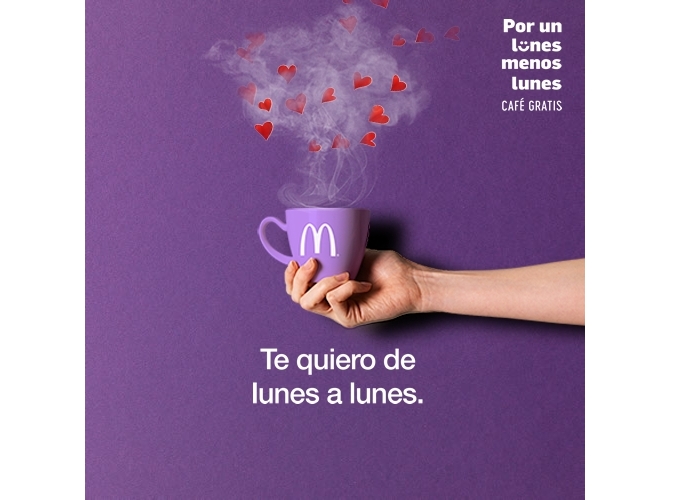 Por un
lunes
menos
lunes
CAFÉ GRATIS
M
Te quiero de
lunes a lunes.